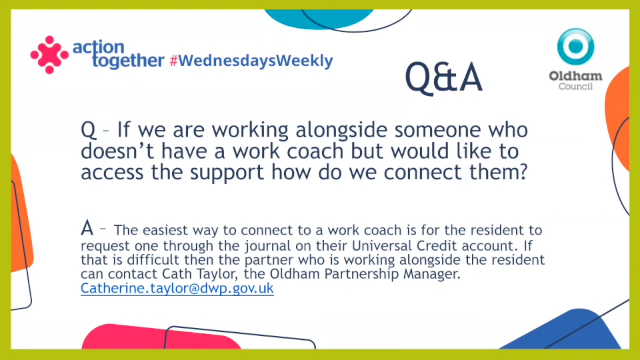 action
together #WednesdaysWeekly
Q&A
Oldham
Council
Q – If we are working alongside someone who
doesn't have a work coach but would like to
access the support how do we connect them?
A – The easiest way to connect to a work coach is for the resident to
request one through the journal on their Universal Credit account. If
that is difficult then the partner who is working alongside the resident
can contact Cath Taylor, the Oldham Partnership Manager.
Catherine.taylor@dwp.gov.uk